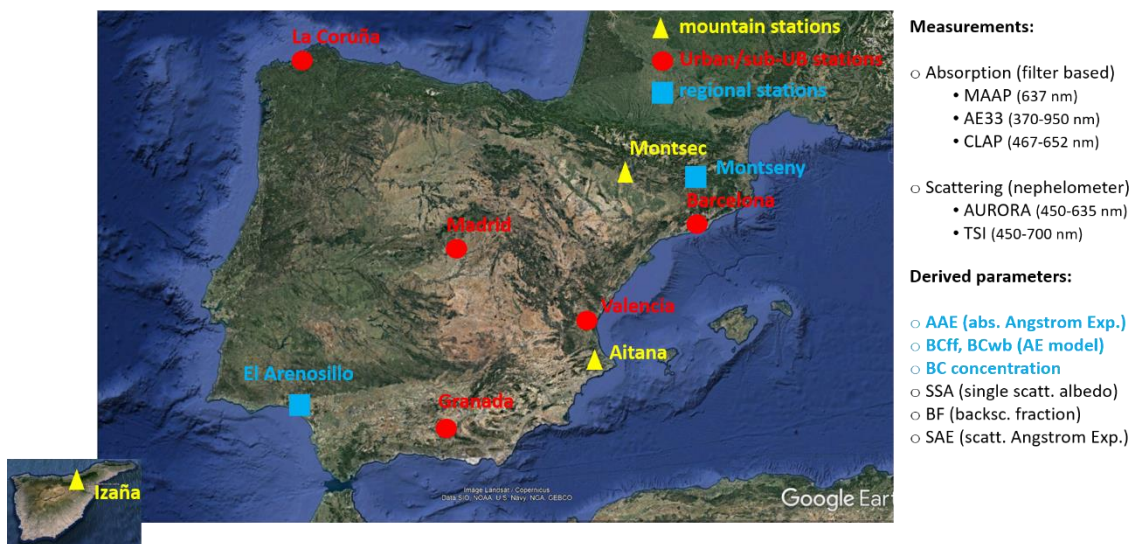 La Coruña
mountain stations
Urban/sub-UB stations
regional stations
Montsec
Montseny
Barcelona
Madrid
Valencia
Aitana
El Arenosillo
Granada
Izaña
Image Landsat / Copernicus
Data SIO, NOAA, U.S. Navy, NGA, GEBCO
Google Eart
Measurements:
○ Absorption (filter based)
• MAAP (637 nm)
• AE33 (370-950 nm)
• CLAP (467-652 nm)
○ Scattering (nephelometer)
• AURORA (450-635 nm)
• TSI (450-700 nm)
Derived parameters:
○ AAE (abs. Angstrom Exp.)
○ BCff, BCwb (AE model)
○ BC concentration
○ SSA (single scatt. albedo)
○ BF (backsc. fraction)
○ SAE (scatt. Angstrom Exp.)